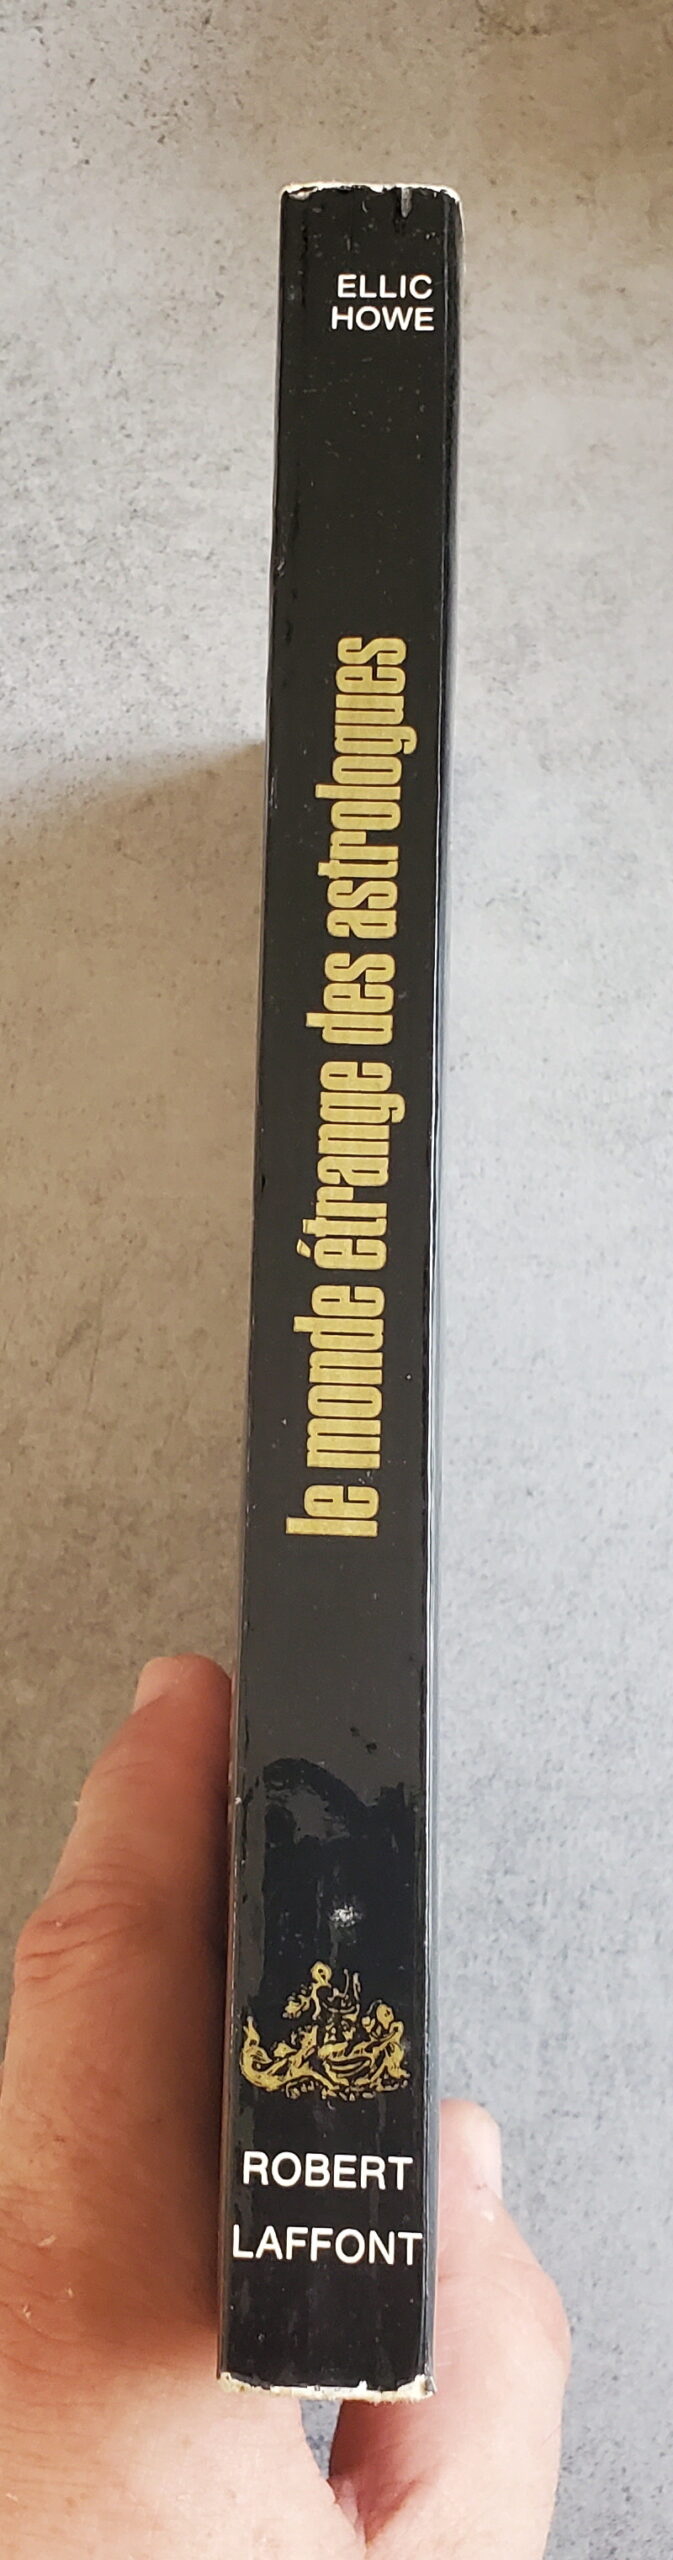 ELLIC
HOWE
le monde étrange des astrologues
ROBERT
LAFFONT